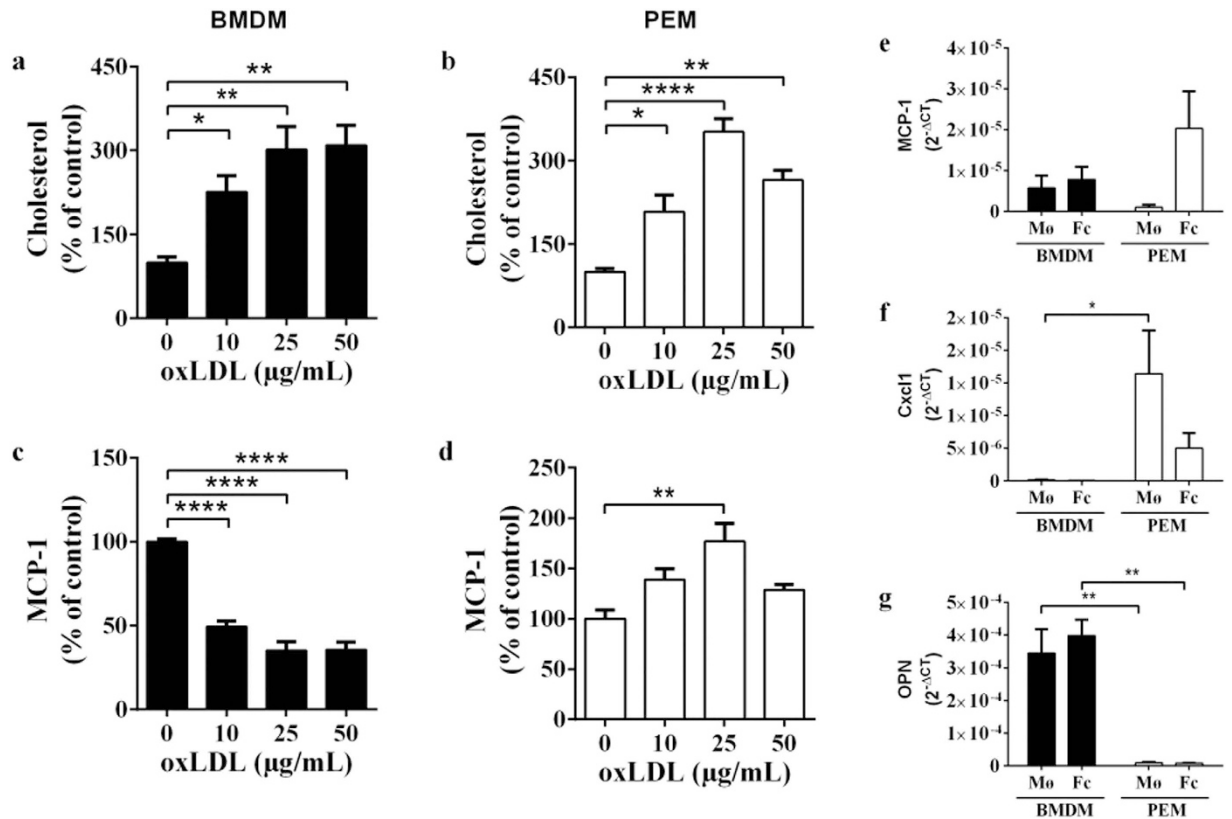 BMDM
PEM
a
Cholesterol
(% of control)
450
300
150
0
*
**
**
0 10 25 50
oxLDL (μg/mL)
b
Cholesterol
(% of control)
450
300
150
0
*
****
**
0 10 25 50
oxLDL (μg/mL)
c
MCP-1
(% of control)
150
100
50
0
****
****
****
0 10 25 50
oxLDL (μg/mL)
d
MCP-1
(% of control)
250
200
150
100
50
0
**
0 10 25 50
oxLDL (μg/mL)
e
MCP-1
(2^-ΔCT)
4×10^-5
3×10^-5
2×10^-5
1×10^-5
0
Mø Fc Mø Fc
BMDM PEM
f
Cxcl1
(2^-ΔCT)
2×10^-5
2×10^-5
1×10^-5
1×10^-5
5×10^-6
0
*
Mø Fc Mø Fc
BMDM PEM
g
OPN
(2^-ΔCT)
5×10^-4
4×10^-4
3×10^-4
2×10^-4
1×10^-4
0
**
**
Mø Fc Mø Fc
BMDM PEM